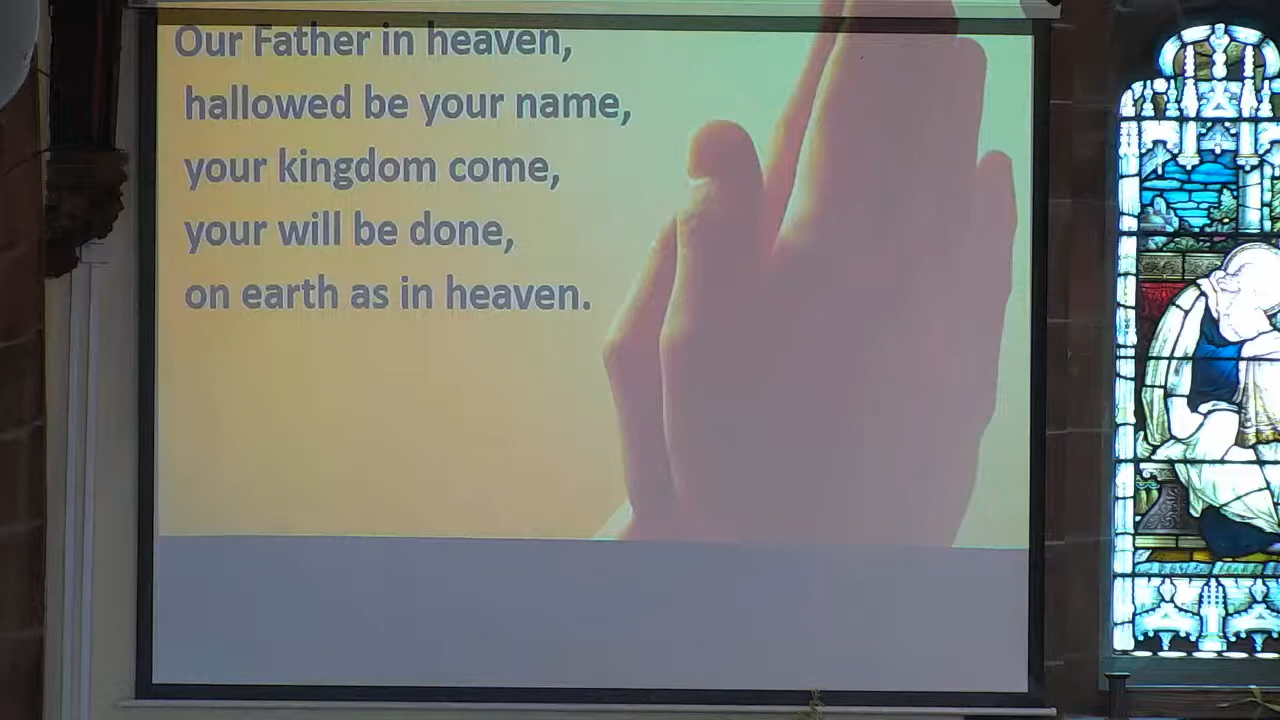 Our Father in heaven,
hallowed be your name,
your kingdom come,
your will be done,
on earth as in heaven.